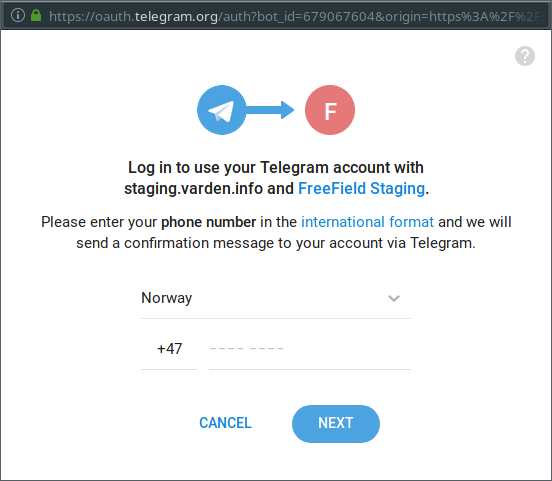 https://oauth.telegram.org/auth?bot_id=679067604&origin=https%3A%2F%2F
?
F
Log in to use your Telegram account with
staging.varden.info and FreeField Staging.
Please enter your phone number in the international format and we will
send a confirmation message to your account via Telegram.
Norway
+47 ---- ----
CANCEL NEXT